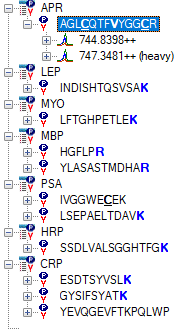 APR
AGLCQTFVYGGCR
744.8398++
747.3481++ (heavy)
LEP
INDISHTQSVSAK
MYO
LFTGHPETLEK
MBP
HGFLPR
YLASASTMDHAR
PSA
IVGGWECEK
LSEPAELTDAVK
HRP
SSDLVALSGGHTFGK
CRP
ESDTSYVSLK
GYSIFSYATK
YEVQGEVFTKPQLWP